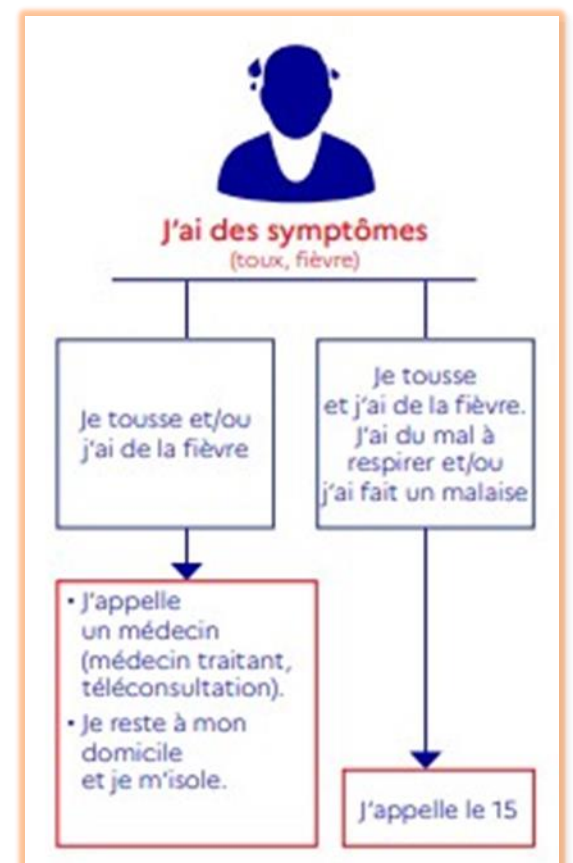 J'ai des symptômes
(toux, fièvre)
Je tousse et/ou
j'ai de la fièvre
Je tousse
et j'ai de la fièvre.
J'ai du mal à
respirer et/ou
j'ai fait un malaise
• J'appelle
un médecin
(médecin traitant,
téléconsultation).
• Je reste à mon
domicile
et je m'isole.
J'appelle le 15